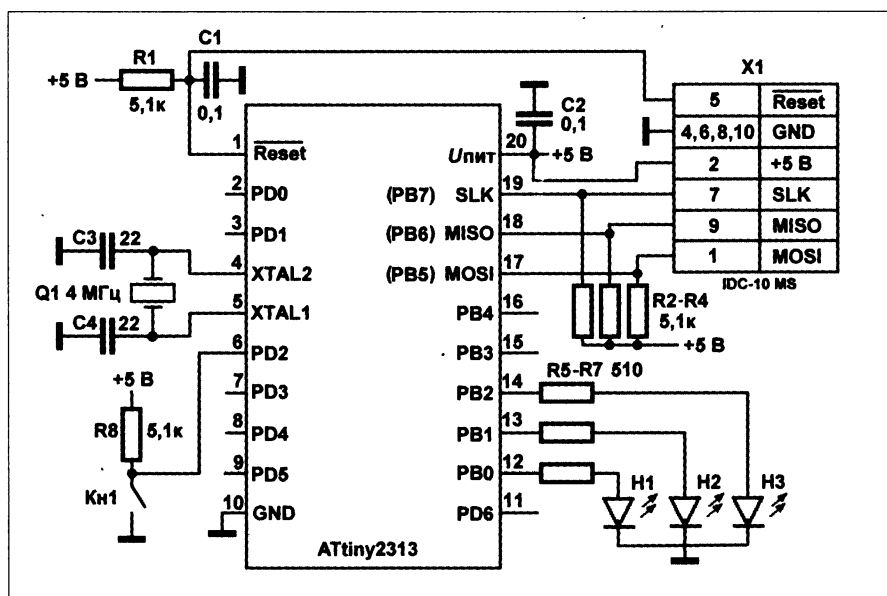 R1
+5 В
5,1к
C1
0,1
X1
5 Reset
4,6,8,10 GND
2 +5 В
7 SLK
9 MISO
1 MOSI
IDC-10 MS
C2
0,1
+5 В
1 Reset
2 PD0
3 PD1
4 XTAL2
5 XTAL1
6 PD2
7 PD3
8 PD4
9 PD5
10 GND
20 Uпит
19 (PB7) SLK
18 (PB6) MISO
17 (PB5) MOSI
16 PB4
15 PB3
14 PB2
13 PB1
12 PB0
11 PD6
ATtiny2313
C3 22
Q1 4 МГц
C4 22
+5 В
R8 5,1к
Кн1
R2-R4
5,1к
+5 В
R5-R7 510
H1 H2 H3